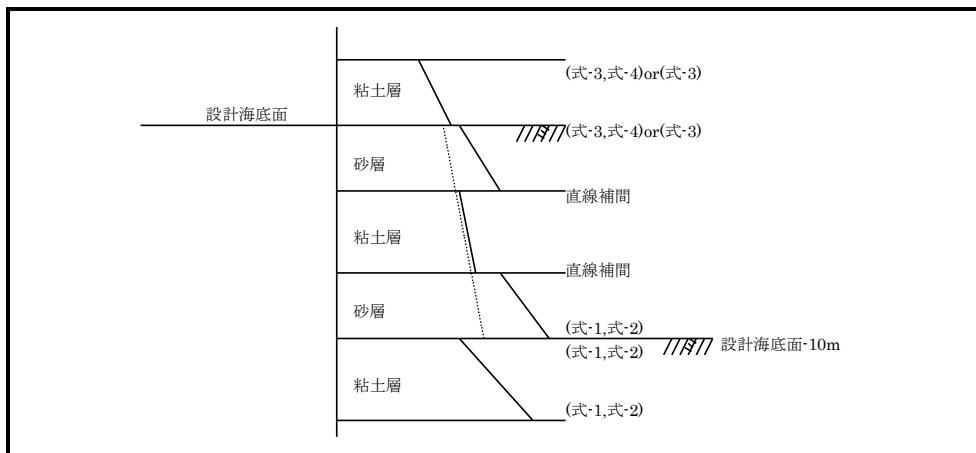 (式-3,式-4)or(式-3)
粘土層
設計海底面
(式-3,式-4)or(式-3)
砂層
直線補間
粘土層
直線補間
砂層
(式-1,式-2)
設計海底面-10m
(式-1,式-2)
粘土層
(式-1,式-2)